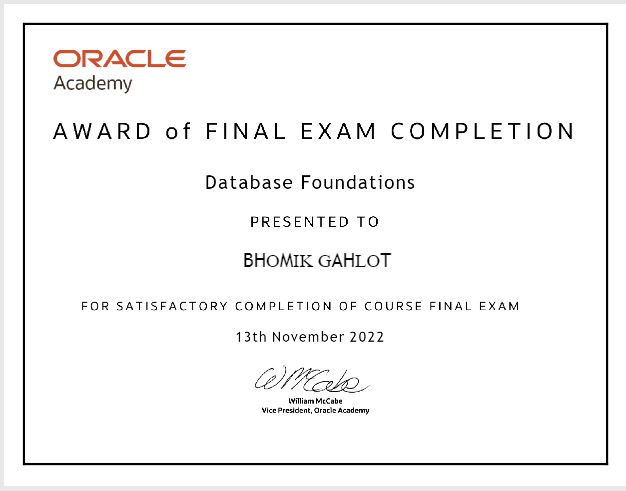 ORACLE
Academy
AWARD of FINAL EXAM COMPLETION
Database Foundations
PRESENTED TO
BHOMIK GAHLOT
FOR SATISFACTORY COMPLETION OF COURSE FINAL EXAM
13th November 2022
WMcCabe
William McCabe
Vice President, Oracle Academy